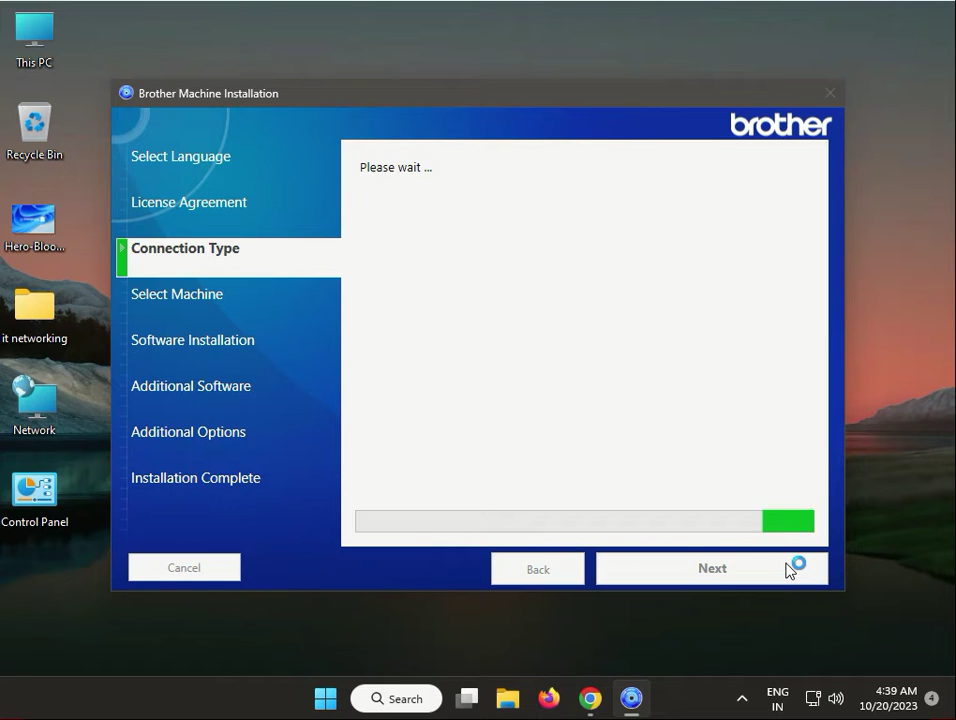 This PC
Recycle Bin
Hero-Bloo...
it networking
Network
Control Panel
Brother Machine Installation
brother
Select Language
License Agreement
Connection Type
Select Machine
Software Installation
Additional Software
Additional Options
Installation Complete
Please wait ...
Cancel
Back
Next
Search
ENG
IN
4:39 AM
10/20/2023
4